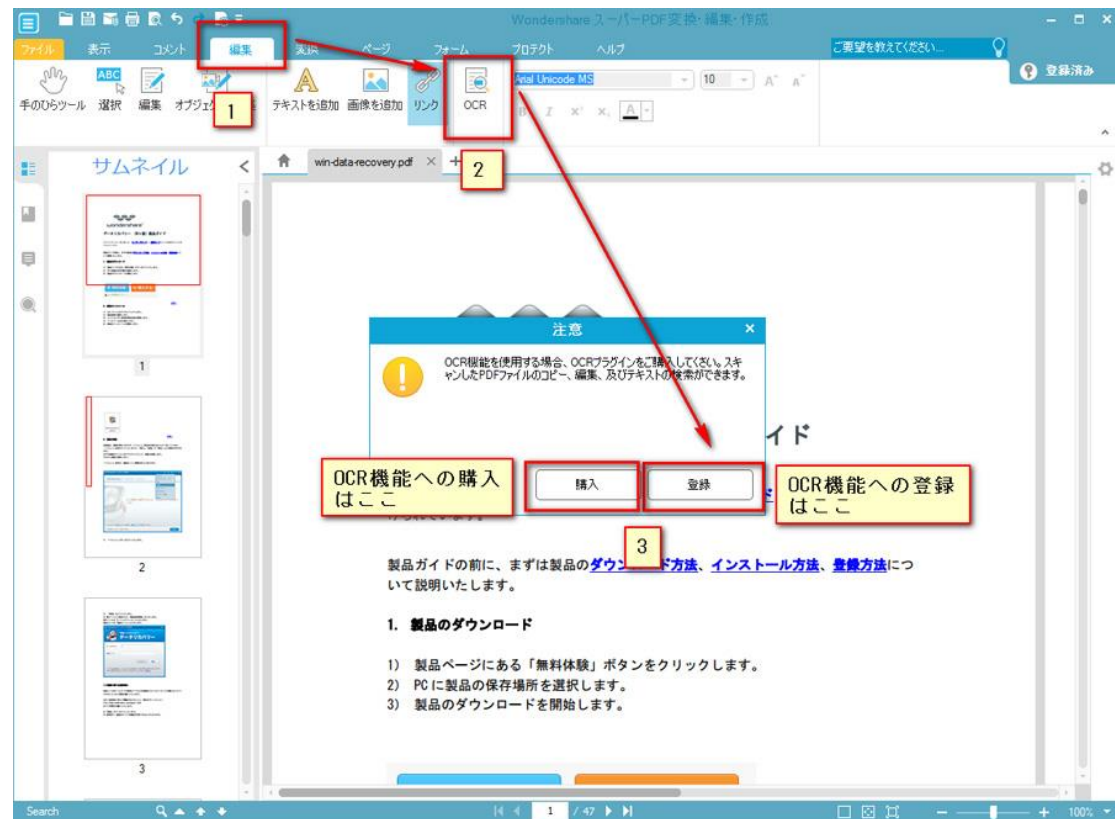 Wondershare スーパーPDF変換・編集・作成
ファイル 表示 コメント 編集 変換 ページ フォーム プロテクト ヘルプ
ご要望を教えてください...
登録済み
ABC
Arial Unicode MS 10 A A
手のひらツール 選択 編集 オブジェクト テキストを追加 画像を追加 リンク OCR
B I X² X₂ A
1
2
サムネイル <
win-data-recovery.pdf × +
1
2
3
注意 ×
OCR機能を使用する場合、OCRプラグインをご購入してください。スキ
ャンしたPDFファイルのコピー、編集、及びテキストの検索ができます。
イド
OCR機能への購入
はここ
購入 登録
OCR機能への登録
はここ
けられています。
3
製品ガイドの前に、まずは製品のダウンロード方法、インストール方法、登録方法につ
いて説明いたします。
1. 製品のダウンロード
1) 製品ページにある「無料体験」ボタンをクリックします。
2) PCに製品の保存場所を選択します。
3) 製品のダウンロードを開始します。
Search 1 / 47 100%